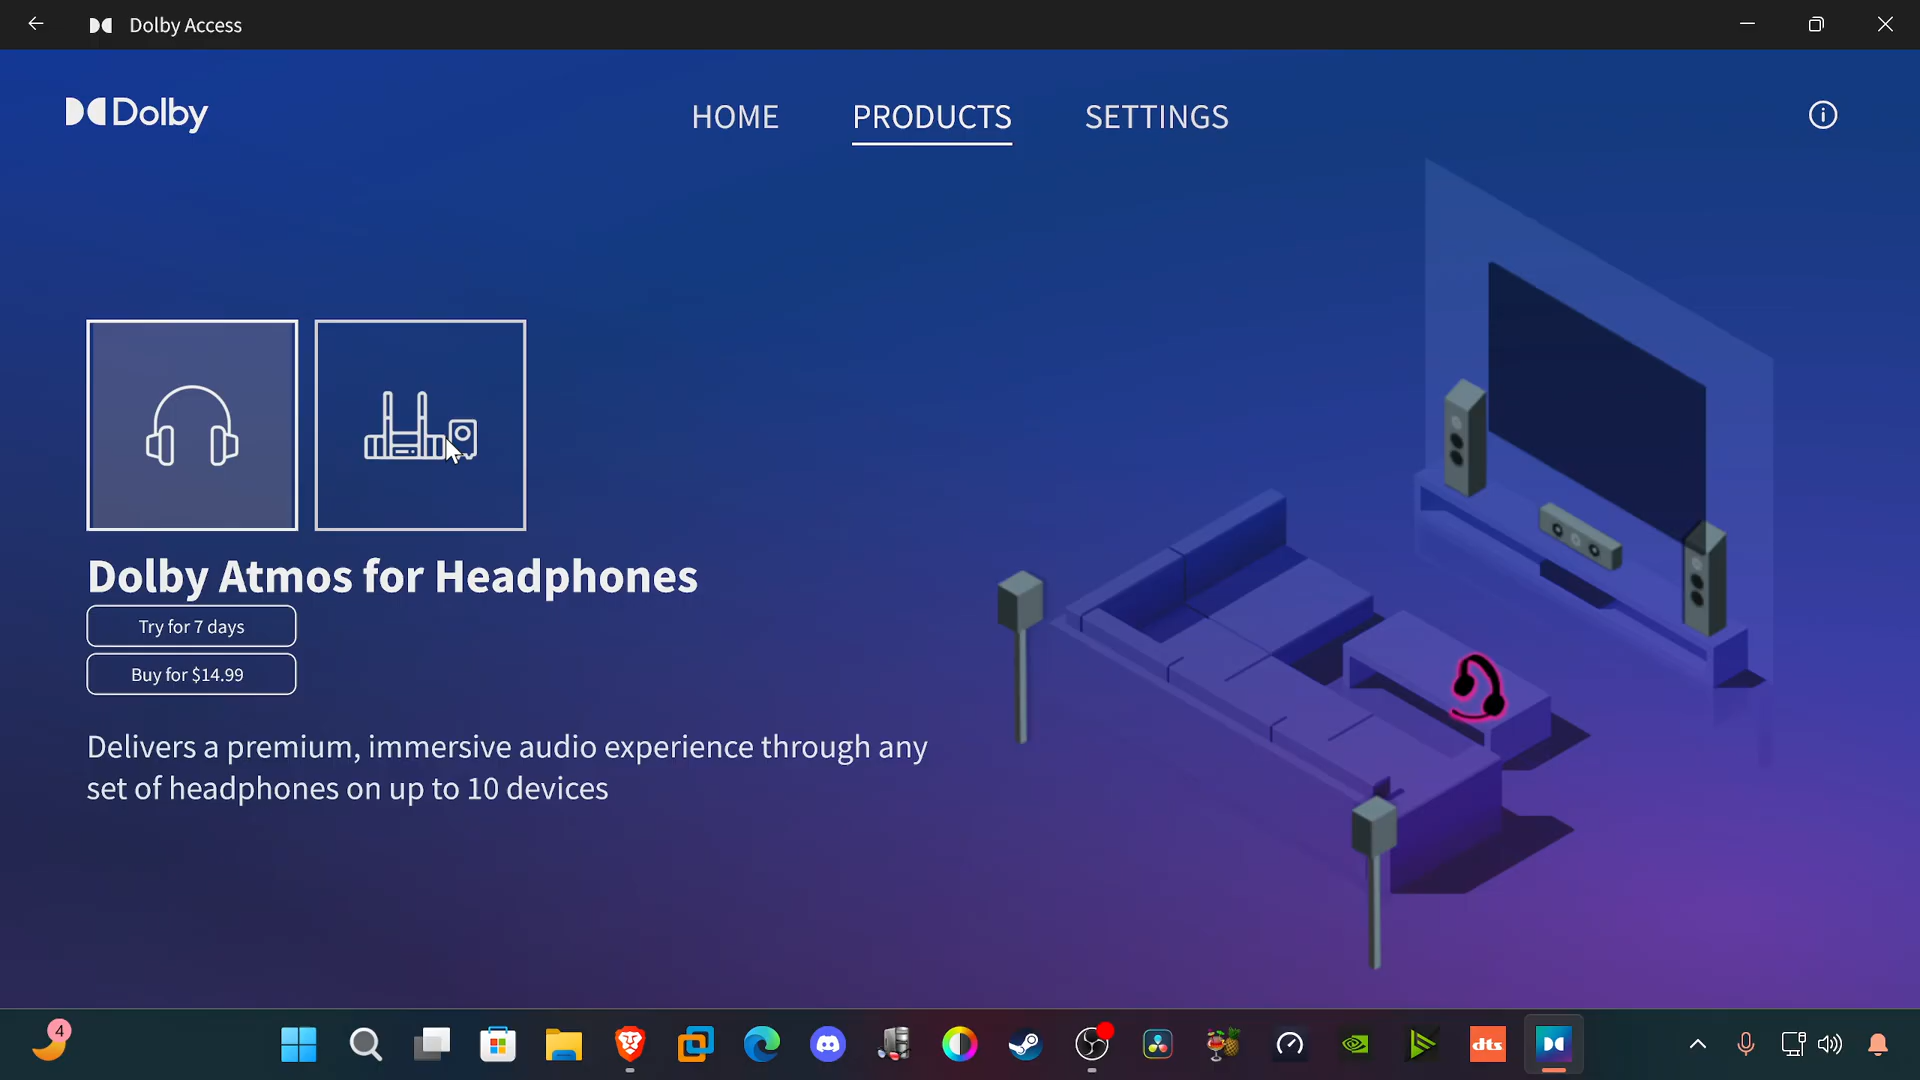 Dolby Access
Dolby
HOME
PRODUCTS
SETTINGS
Dolby Atmos for Headphones
Try for 7 days
Buy for $14.99
Delivers a premium, immersive audio experience through any
set of headphones on up to 10 devices
4
dts